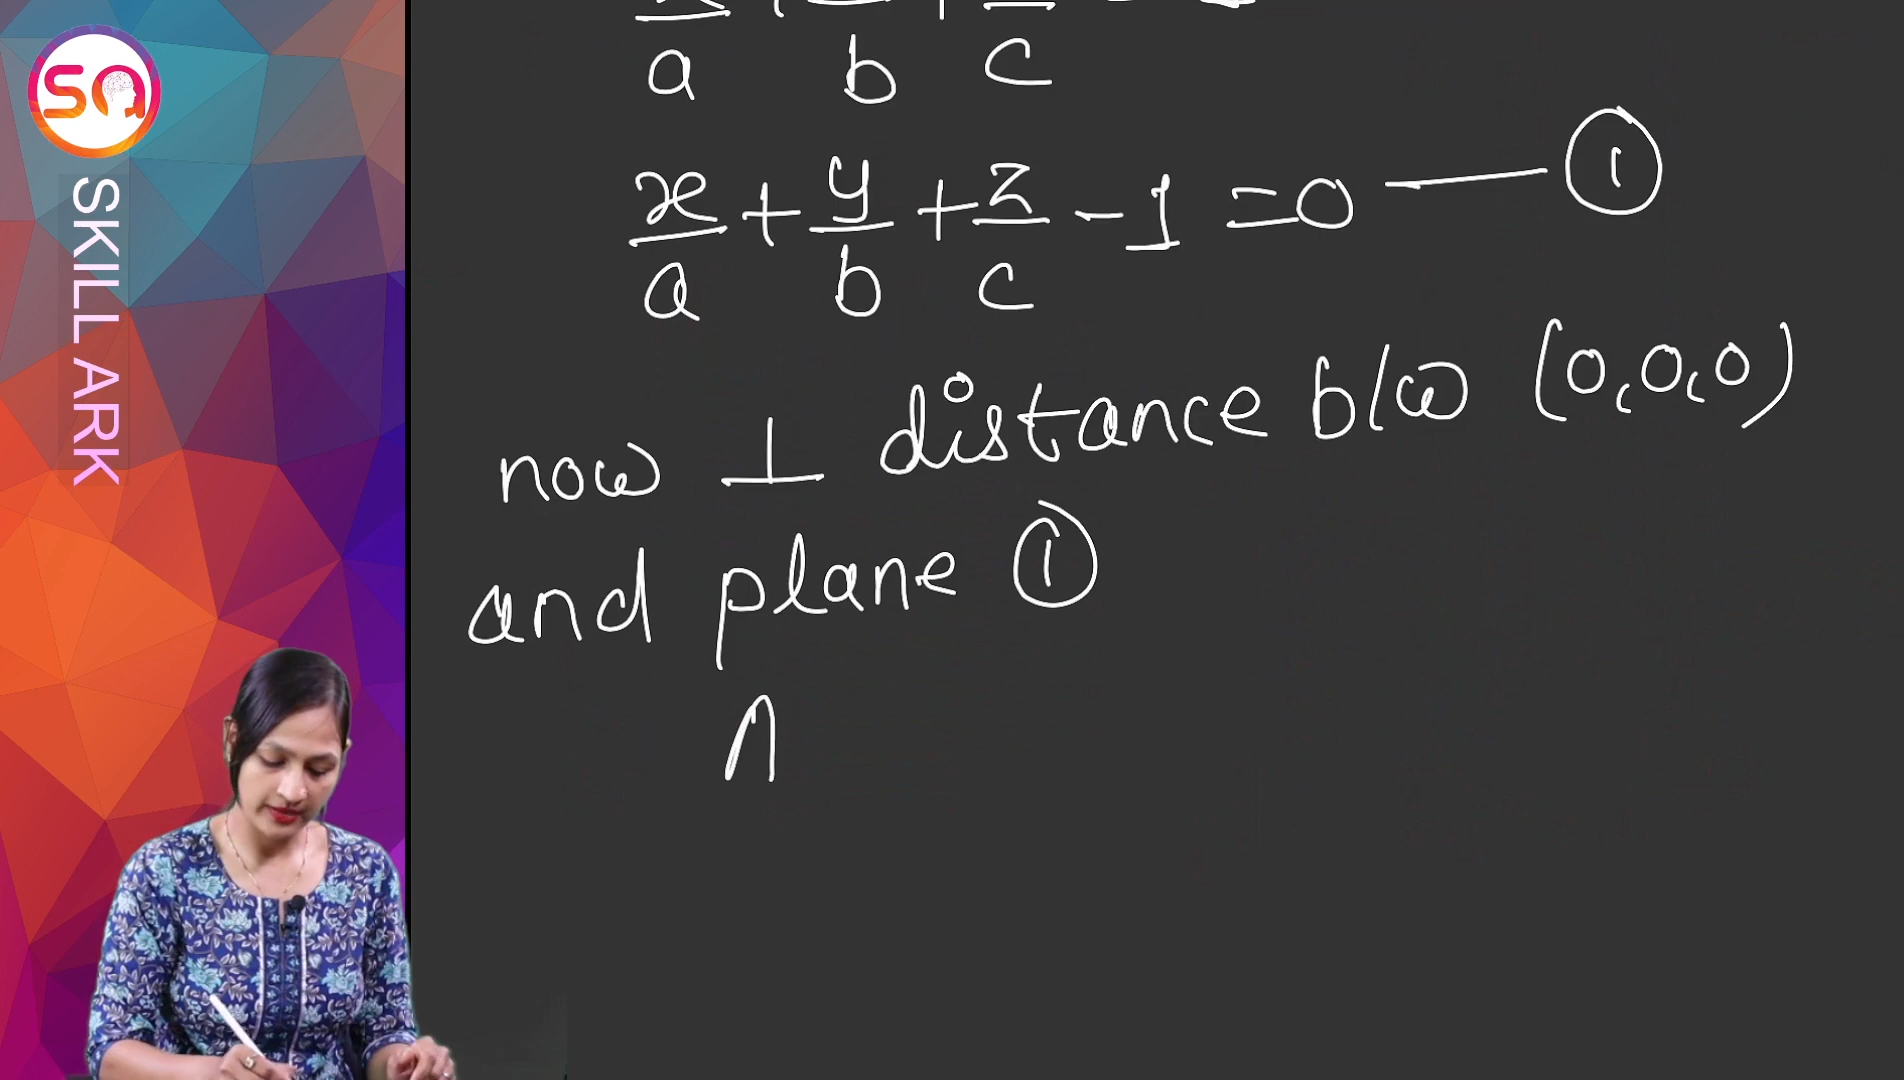 SKILL ARK
a b c
x/a + y/b + z/c - 1 = 0 — ①
now ⊥ distance b/w (0,0,0)
and plane ①